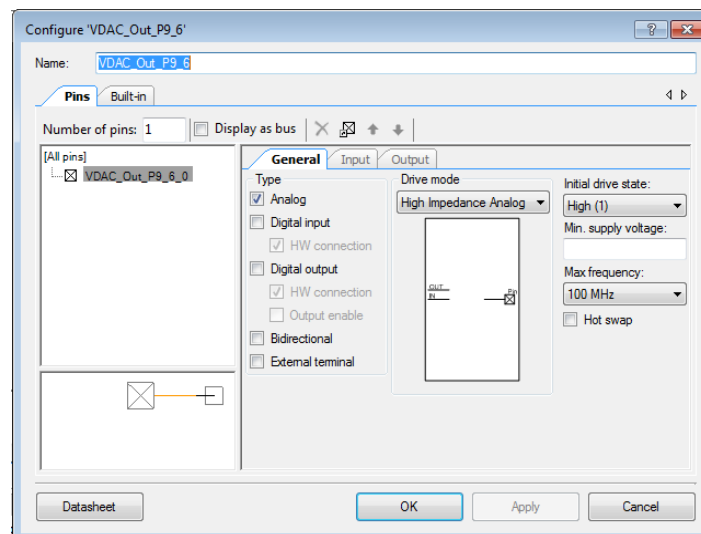 Configure 'VDAC_Out_P9_6'
Name: VDAC_Out_P9_6
Pins Built-in
Number of pins: 1 Display as bus
[All pins]
VDAC_Out_P9_6_0
General Input Output
Type
Analog
Digital input
HW connection
Digital output
HW connection
Output enable
Bidirectional
External terminal
Drive mode
High Impedance Analog
OUT
IN
Pin
Initial drive state:
High (1)
Min. supply voltage:
Max frequency:
100 MHz
Hot swap
Datasheet OK Apply Cancel